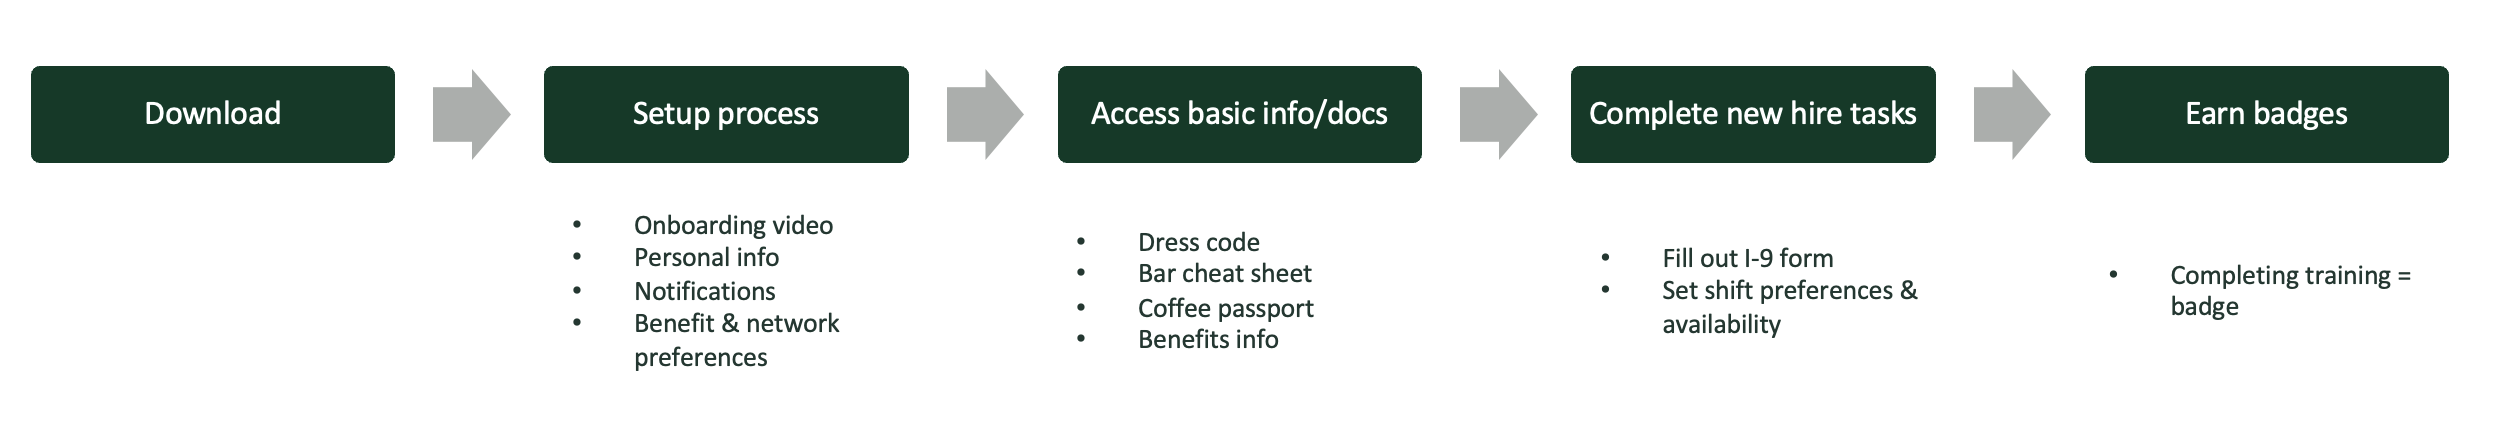 Download
Setup process
Access basic info/docs
Complete new hire tasks
Earn badges
• Onboarding video
• Personal info
• Notifications
• Benefit & network
preferences
• Dress code
• Bar cheat sheet
• Coffee passport
• Benefits info
• Fill out I-9 form
• Set shift preferences &
availability
• Completing training =
badge